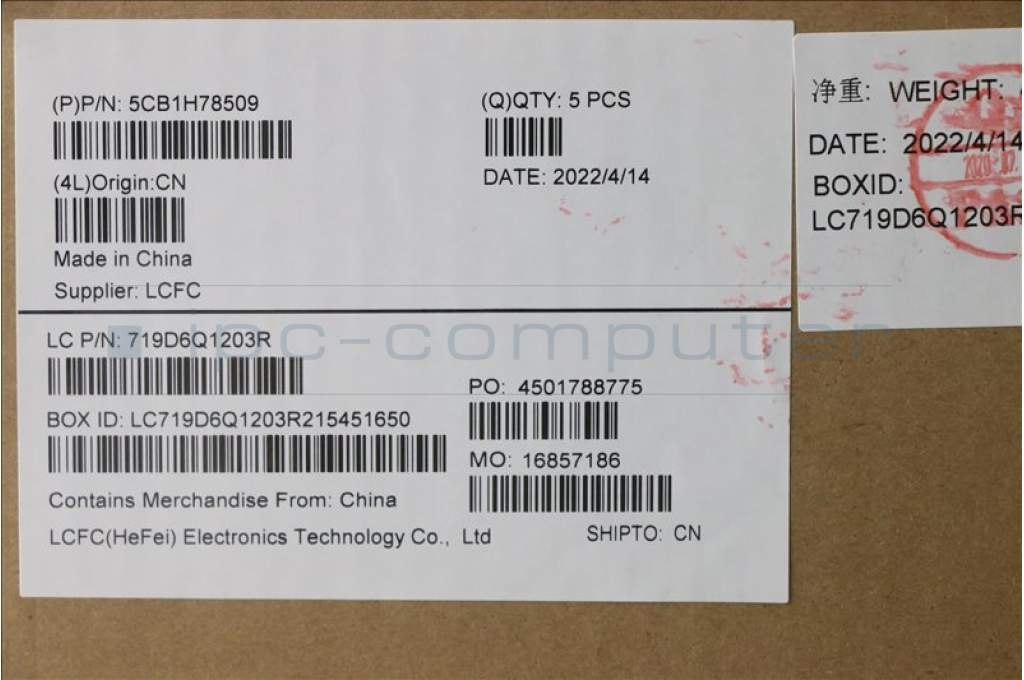 (P)P/N: 5CB1H78509
(Q)QTY: 5 PCS
(4L)Origin:CN
DATE: 2022/4/14
Made in China
Supplier: LCFC
LC P/N: 719D6Q1203R
PO: 4501788775
BOX ID: LC719D6Q1203R215451650
MO: 16857186
Contains Merchandise From: China
LCFC(HeFei) Electronics Technology Co., Ltd
SHIPTO: CN
净重: WEIGHT:
DATE: 2022/4/14
BOXID:
LC719D6Q1203R
ipc-computer